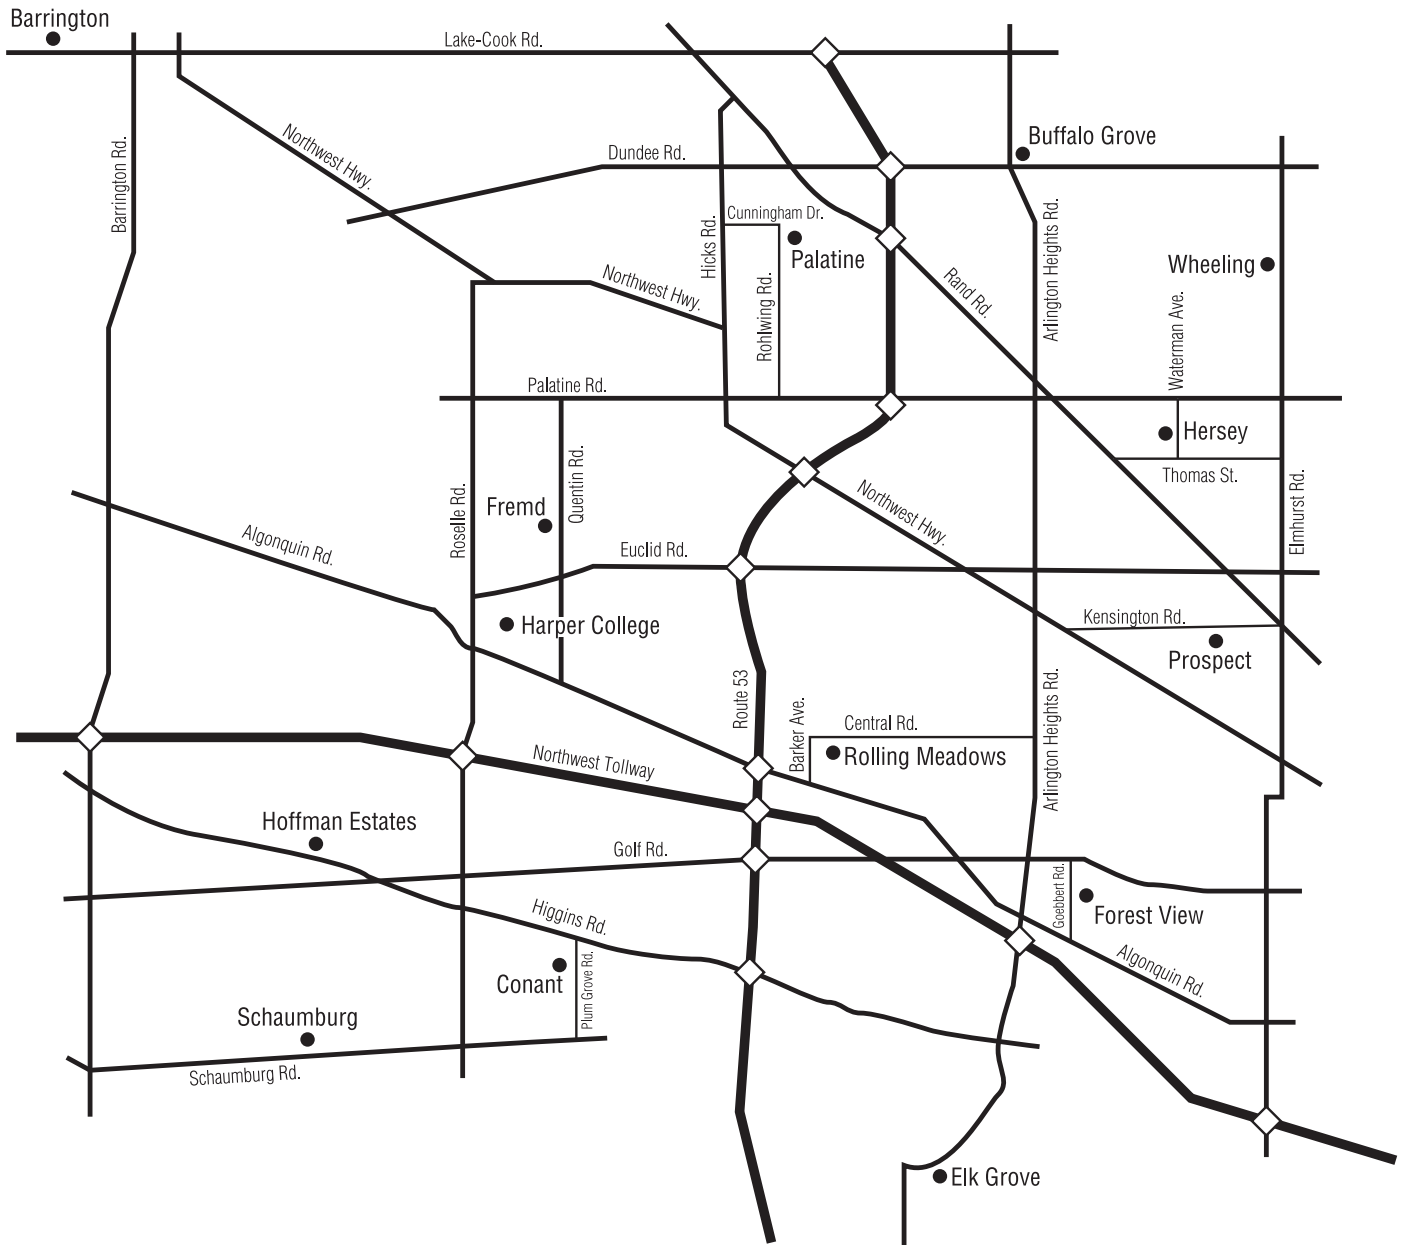 Barrington
Lake-Cook Rd.
Barrington Rd.
Northwest Hwy.
Dundee Rd.
Buffalo Grove
Cunningham Dr.
Hicks Rd.
Palatine
Rohlwing Rd.
Arlington Heights Rd.
Wheeling
Northwest Hwy.
Rand Rd.
Waterman Ave.
Palatine Rd.
Hersey
Thomas St.
Quentin Rd.
Roselle Rd.
Fremd
Northwest Hwy.
Elmhurst Rd.
Algonquin Rd.
Euclid Rd.
Harper College
Kensington Rd.
Prospect
Route 53
Barker Ave.
Central Rd.
Rolling Meadows
Arlington Heights Rd.
Northwest Tollway
Hoffman Estates
Golf Rd.
Goebbert Rd.
Forest View
Higgins Rd.
Algonquin Rd.
Conant
Plum Grove Rd.
Schaumburg
Schaumburg Rd.
Elk Grove